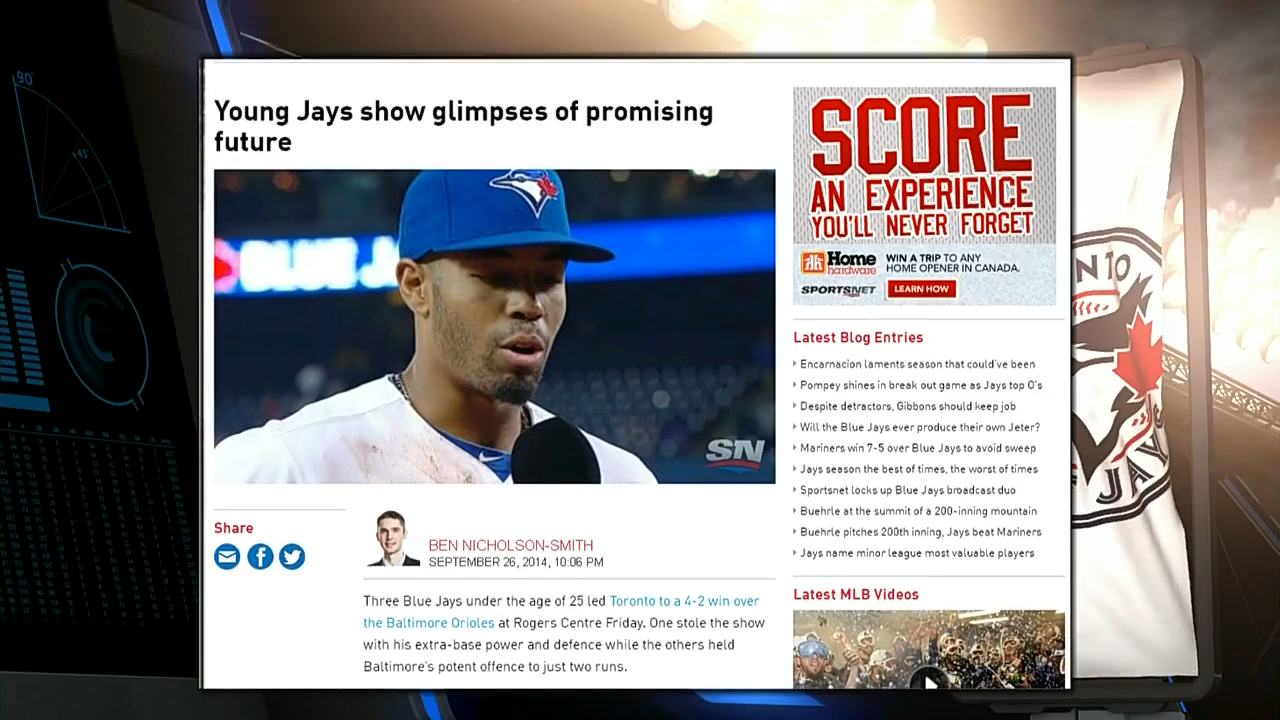 90°
45°
Young Jays show glimpses of promising
future
BLUE J
SN
Share
BEN NICHOLSON-SMITH
SEPTEMBER 26, 2014, 10:06 PM
Three Blue Jays under the age of 25 led Toronto to a 4-2 win over
the Baltimore Orioles at Rogers Centre Friday. One stole the show
with his extra-base power and defence while the others held
Baltimore's potent offence to just two runs.
SCORE
AN EXPERIENCE
YOU'LL NEVER FORGET
Home
hardware
SPORTSNET
WIN A TRIP TO ANY
HOME OPENER IN CANADA.
LEARN HOW
Latest Blog Entries
Encarnacion laments season that could've been
Pompey shines in break out game as Jays top O's
Despite detractors, Gibbons should keep job
Will the Blue Jays ever produce their own Jeter?
Mariners win 7-5 over Blue Jays to avoid sweep
Jays season the best of times, the worst of times
Sportsnet locks up Blue Jays broadcast duo
Buehrle at the summit of a 200-inning mountain
Buehrle pitches 200th inning, Jays beat Mariners
Jays name minor league most valuable players
Latest MLB Videos
NTO
JAY